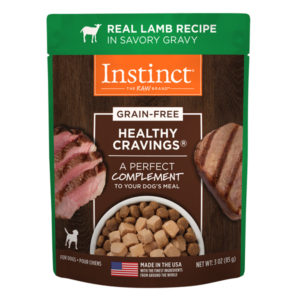 REAL LAMB RECIPE
IN SAVORY GRAVY
Instinct®
THE RAW BRAND™
GRAIN-FREE
HEALTHY
CRAVINGS®
A PERFECT
COMPLEMENT
TO YOUR DOG'S MEAL
FOR DOGS • POUR CHIENS
MADE IN THE USA
WITH THE FINEST INGREDIENTS
FROM AROUND THE WORLD
NET WT. 3 OZ (85 g)